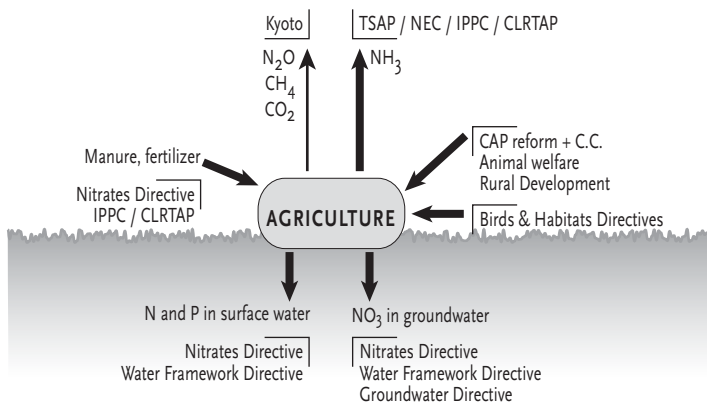 Kyoto
TSAP / NEC / IPPC / CLRTAP
N₂O
CH₄
CO₂
NH₃
CAP reform + C.C.
Animal welfare
Rural Development
Manure, fertilizer
Nitrates Directive
IPPC / CLRTAP
AGRICULTURE
Birds & Habitats Directives
N and P in surface water
NO₃ in groundwater
Nitrates Directive
Water Framework Directive
Nitrates Directive
Water Framework Directive
Groundwater Directive